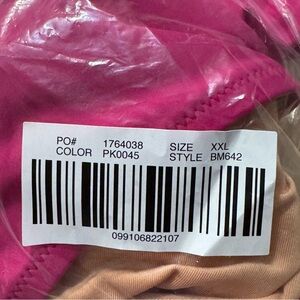 PO# 1764038 SIZE XXL
COLOR PK0045 STYLE BM642
099106822107